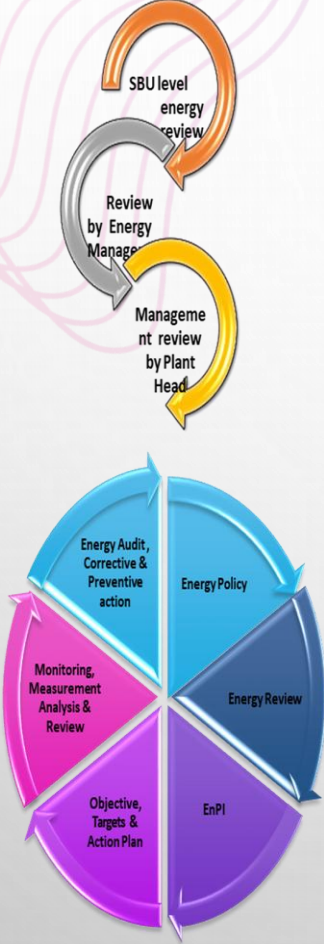 SBU level
energy
review
Review
by Energy
Manage
Manageme
nt review
by Plant
Head
Energy Audit,
Corrective &
Preventive
action
Energy Policy
Monitoring,
Measurement
Analysis &
Review
Energy Review
Objective,
Targets &
Action Plan
EnPI